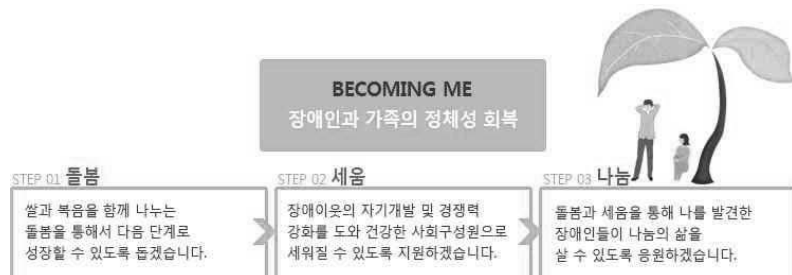 BECOMING ME
장애인과 가족의 정체성 회복
STEP 01 돌봄
쌀과 복음을 함께 나누는
돌봄을 통해서 다음 단계로
성장할 수 있도록 돕겠습니다.
STEP 02 세움
장애이웃의 자기개발 및 경쟁력
강화를 도와 건강한 사회구성원으로
세워질 수 있도록 지원하겠습니다.
STEP 03 나눔
돌봄과 세움을 통해 나를 발견한
장애인들이 나눔의 삶을
살 수 있도록 응원하겠습니다.